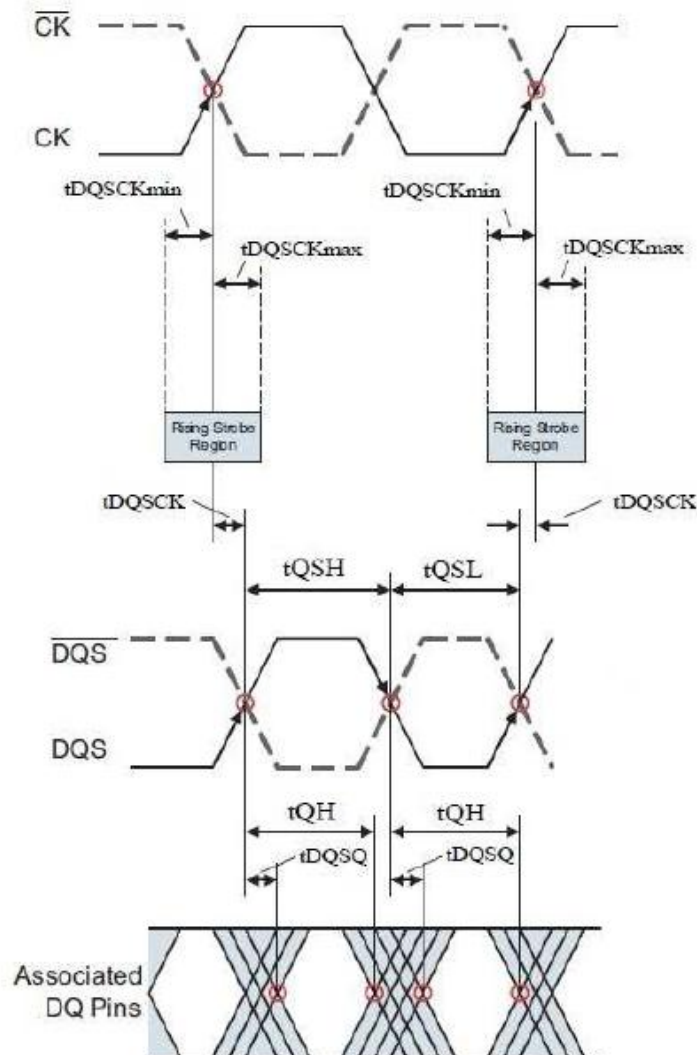 CK
CK
tDQSCKmin
tDQSCKmin
tDQSCKmax
tDQSCKmax
Rising Strobe
Region
Rising Strobe
Region
tDQSCK
tDQSCK
tQSH
tQSL
DQS
DQS
tQH
tQH
tDQSQ
tDQSQ
Associated
DQ Pins